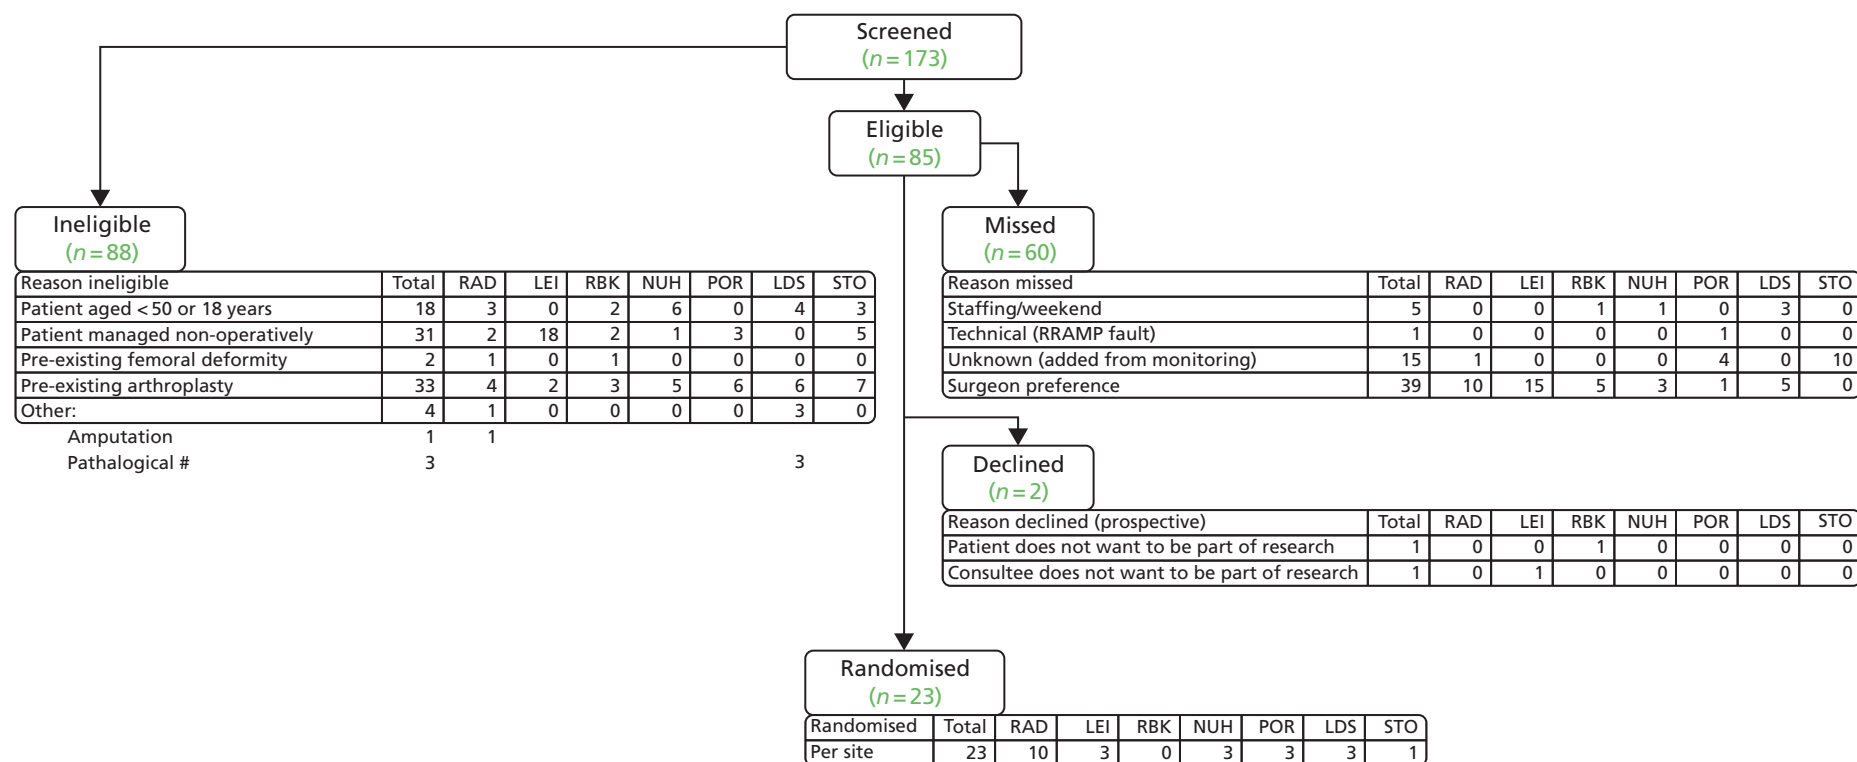 Screened
(n=173)
Eligible
(n=85)
Ineligible
(n=88)
Reason ineligible Total RAD LEI RBK NUH POR LDS STO
Patient aged <50 or 18 years 18 3 0 2 6 0 4 3
Patient managed non-operatively 31 2 18 2 1 3 0 5
Pre-existing femoral deformity 2 1 0 1 0 0 0 0
Pre-existing arthroplasty 33 4 2 3 5 6 6 7
Other: 4 1 0 0 0 0 3 0
Amputation 1 1
Pathalogical # 3 3
Missed
(n=60)
Reason missed Total RAD LEI RBK NUH POR LDS STO
Staffing/weekend 5 0 0 1 1 0 3 0
Technical (RRAMP fault) 1 0 0 0 0 1 0 0
Unknown (added from monitoring) 15 1 0 0 0 4 0 10
Surgeon preference 39 10 15 5 3 1 5 0
Declined
(n=2)
Reason declined (prospective) Total RAD LEI RBK NUH POR LDS STO
Patient does not want to be part of research 1 0 0 1 0 0 0 0
Consultee does not want to be part of research 1 0 1 0 0 0 0 0
Randomised
(n=23)
Randomised Total RAD LEI RBK NUH POR LDS STO
Per site 23 10 3 0 3 3 3 1